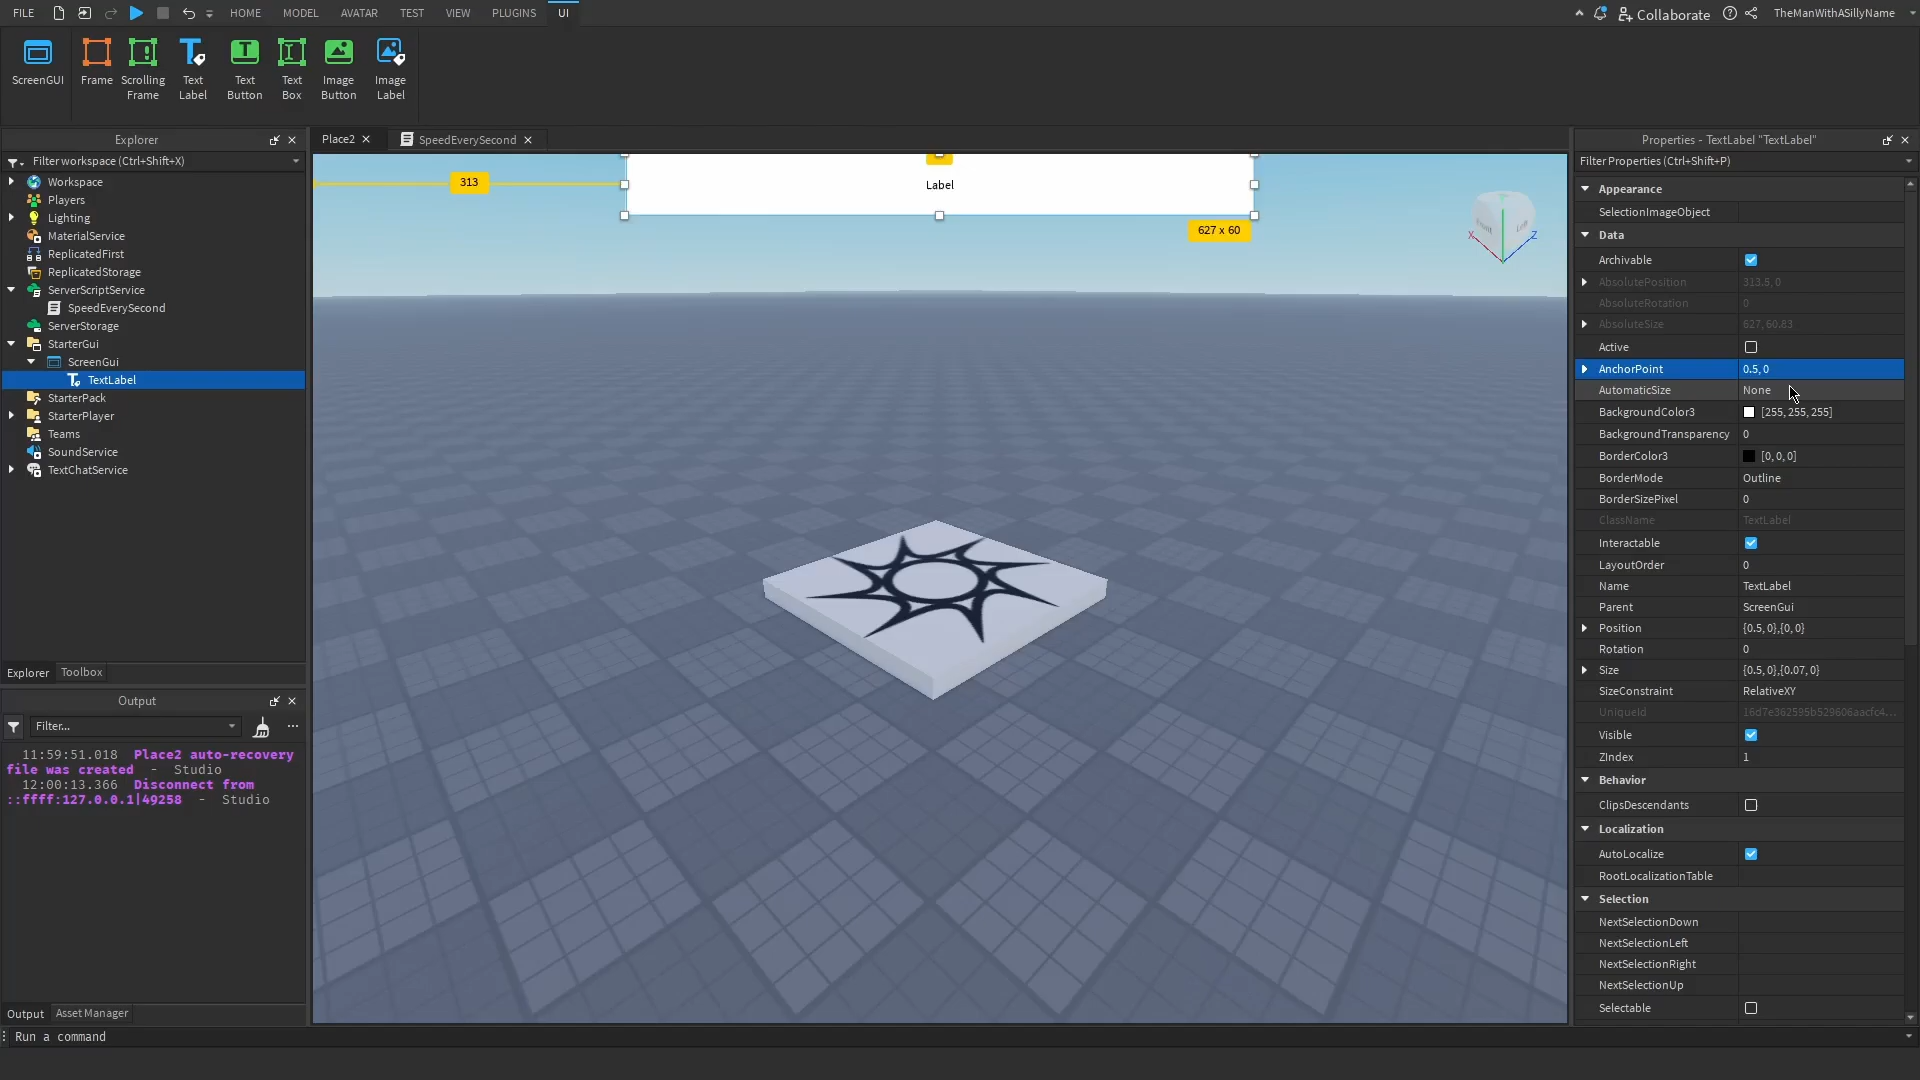 FILE HOME MODEL AVATAR TEST VIEW PLUGINS UI Collaborate TheManWithASillyName
ScreenGUI
Frame
Scrolling
Frame
Text
Label
Text
Button
Text
Box
Image
Button
Image
Label
Explorer
Filter workspace (Ctrl+Shift+X)
Workspace
Players
Lighting
MaterialService
ReplicatedFirst
ReplicatedStorage
ServerScriptService
SpeedEverySecond
ServerStorage
StarterGui
ScreenGui
TextLabel
StarterPack
StarterPlayer
Teams
SoundService
TextChatService
Explorer Toolbox
Output
Filter...
11:59:51.018 Place2 auto-recovery
file was created - Studio
12:00:13.366 Disconnect from
::ffff:127.0.0.1|49258 - Studio
Output Asset Manager
Run a command
Place2 SpeedEverySecond
313
Label
627 x 60
X
Z
Properties - TextLabel "TextLabel"
Filter Properties (Ctrl+Shift+P)
Appearance
SelectionImageObject
Data
Archivable
AbsolutePosition 313.5, 0
AbsoluteRotation 0
AbsoluteSize 627, 60.83
Active
AnchorPoint 0.5, 0
AutomaticSize None
BackgroundColor3 [255, 255, 255]
BackgroundTransparency 0
BorderColor3 [0, 0, 0]
BorderMode Outline
BorderSizePixel 0
ClassName TextLabel
Interactable
LayoutOrder 0
Name TextLabel
Parent ScreenGui
Position {0.5, 0},{0, 0}
Rotation 0
Size {0.5, 0},{0.07, 0}
SizeConstraint RelativeXY
UniqueId 16d7e362595b529606aacfc4...
Visible
ZIndex 1
Behavior
ClipsDescendants
Localization
AutoLocalize
RootLocalizationTable
Selection
NextSelectionDown
NextSelectionLeft
NextSelectionRight
NextSelectionUp
Selectable